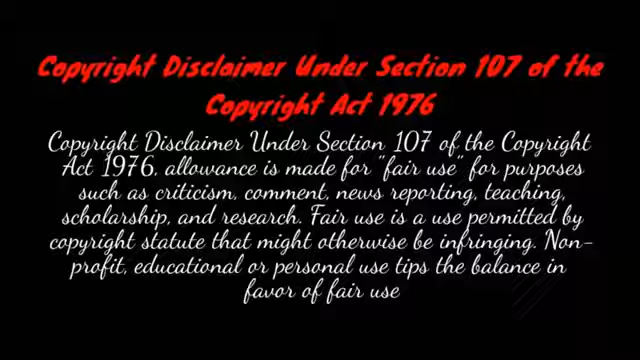 Copyright Disclaimer Under Section 107 of the
Copyright Act 1976
Copyright Disclaimer Under Section 107 of the Copyright
Act 1976, allowance is made for "fair use" for purposes
such as criticism, comment, news reporting, teaching,
scholarship, and research. Fair use is a use permitted by
copyright statute that might otherwise be infringing. Non-
profit, educational or personal use tips the balance in
favor of fair use